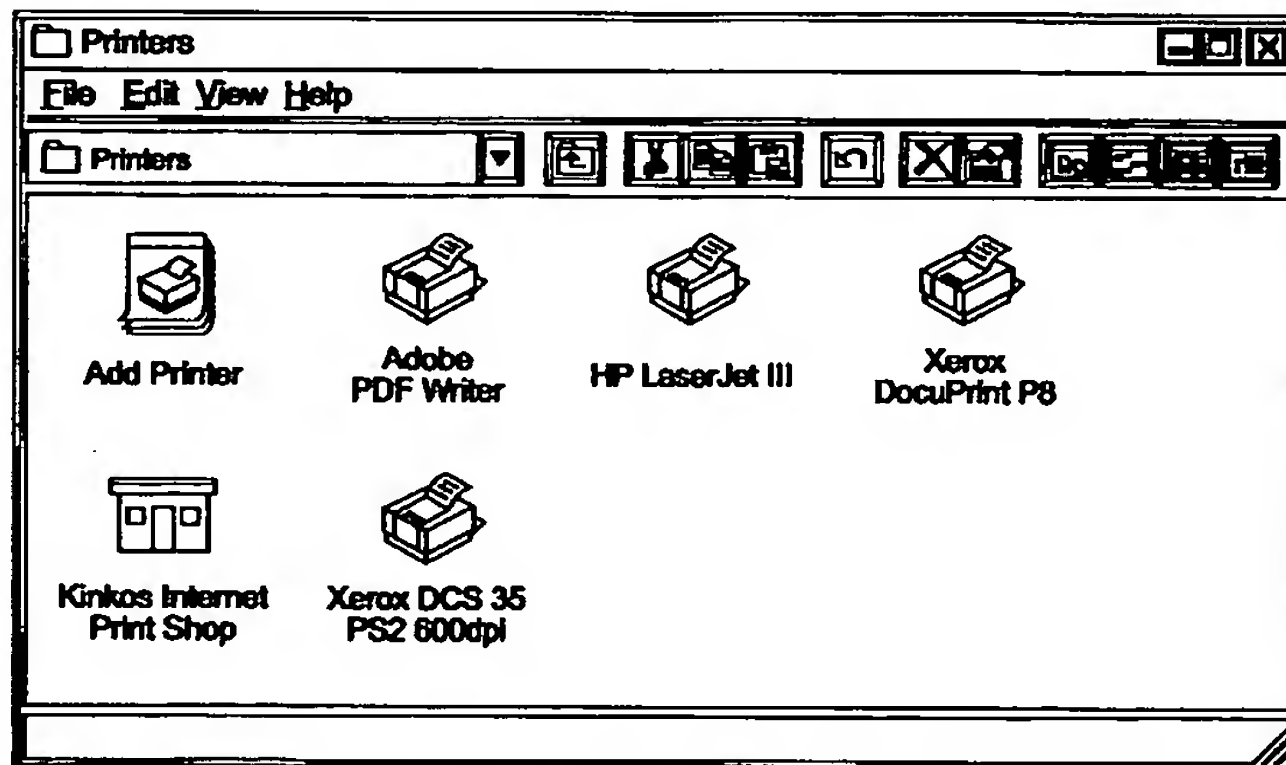 Printers
File Edit View Help
Printers
Add Printer
Adobe
PDF Writer
HP LaserJet III
Xerox
DocuPrint P8
Kinkos Internet
Print Shop
Xerox DCS 35
PS2 600dpi